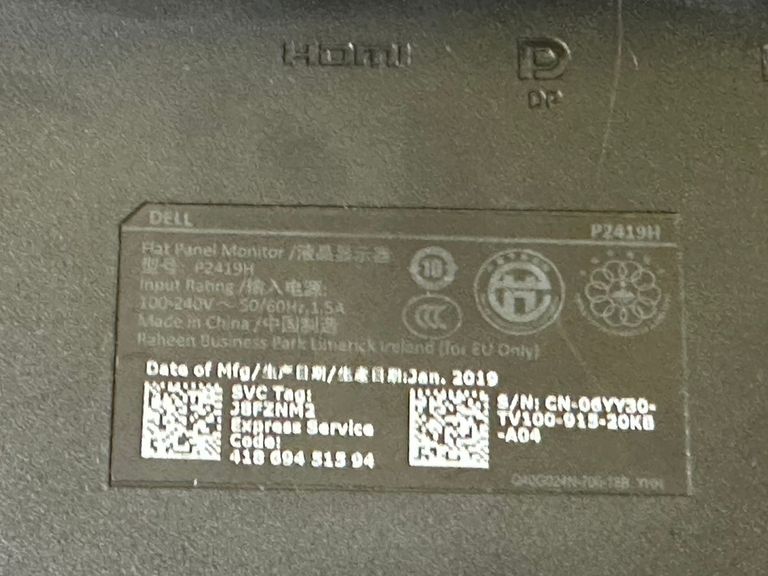 HDMI
DP
DELL
P2419H
Flat Panel Monitor /液晶显示器
型号: P2419H
Input Rating /输入电源:
100-240V ~ 50/60Hz,1.5A
Made in China /中国制造
Raheen Business Park Limerick Ireland (for EU Only)
Date of Mfg/生产日期/生產日期:Jan. 2019
SVC Tag:
J8FZNM2
Express Service
Code:
418 694 515 94
S/N: CN-06YY30-
TV100-915-20KB
-A04